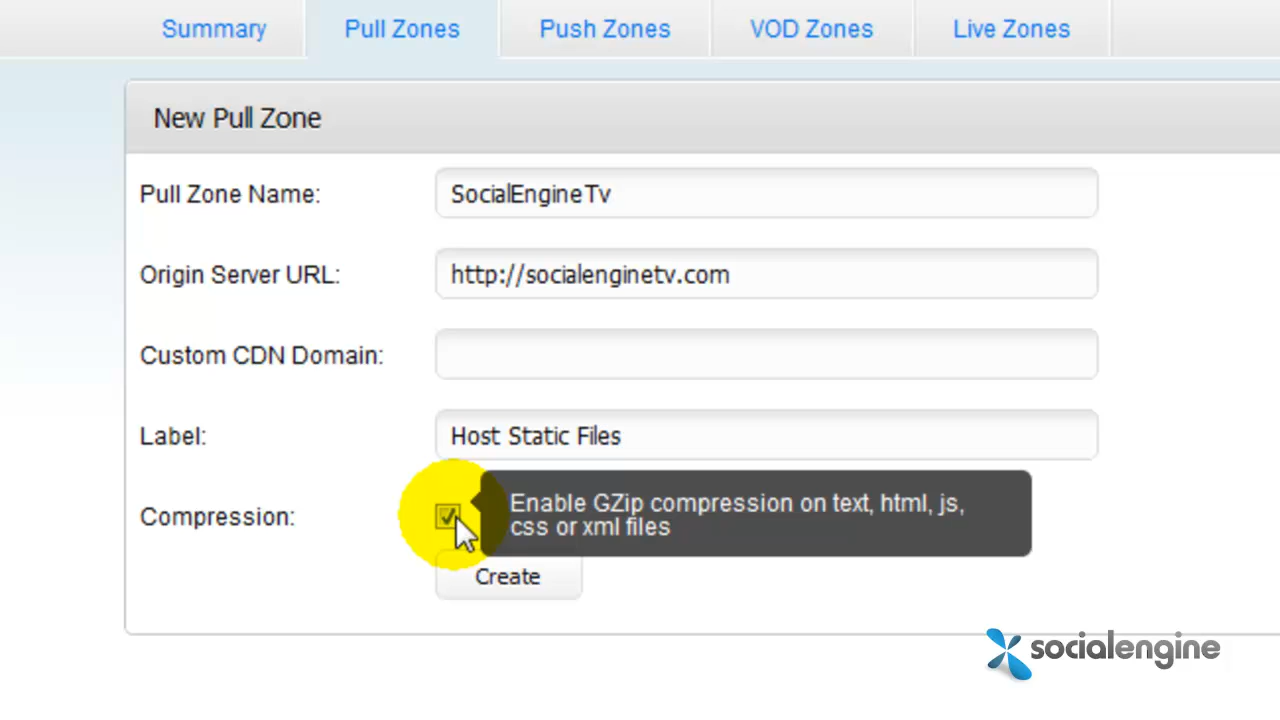 Summary
Pull Zones
Push Zones
VOD Zones
Live Zones
New Pull Zone
Pull Zone Name:
SocialEngineTv
Origin Server URL:
http://socialenginetv.com
Custom CDN Domain:
Label:
Host Static Files
Compression:
Enable GZip compression on text, html, js,
css or xml files
Create
socialengine